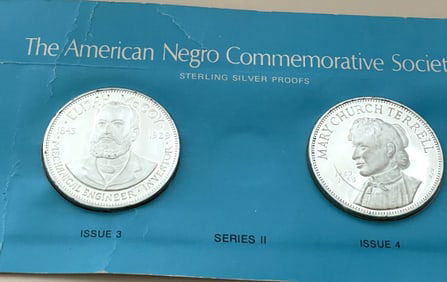 The American Negro Commemorative Societ
STERLING SILVER PROOFS
ELIJAH McCOY
1843 1929
MECHANICAL ENGINEER / INVENTOR
MARY CHURCH TERRELL
ISSUE 3
SERIES II
ISSUE 4